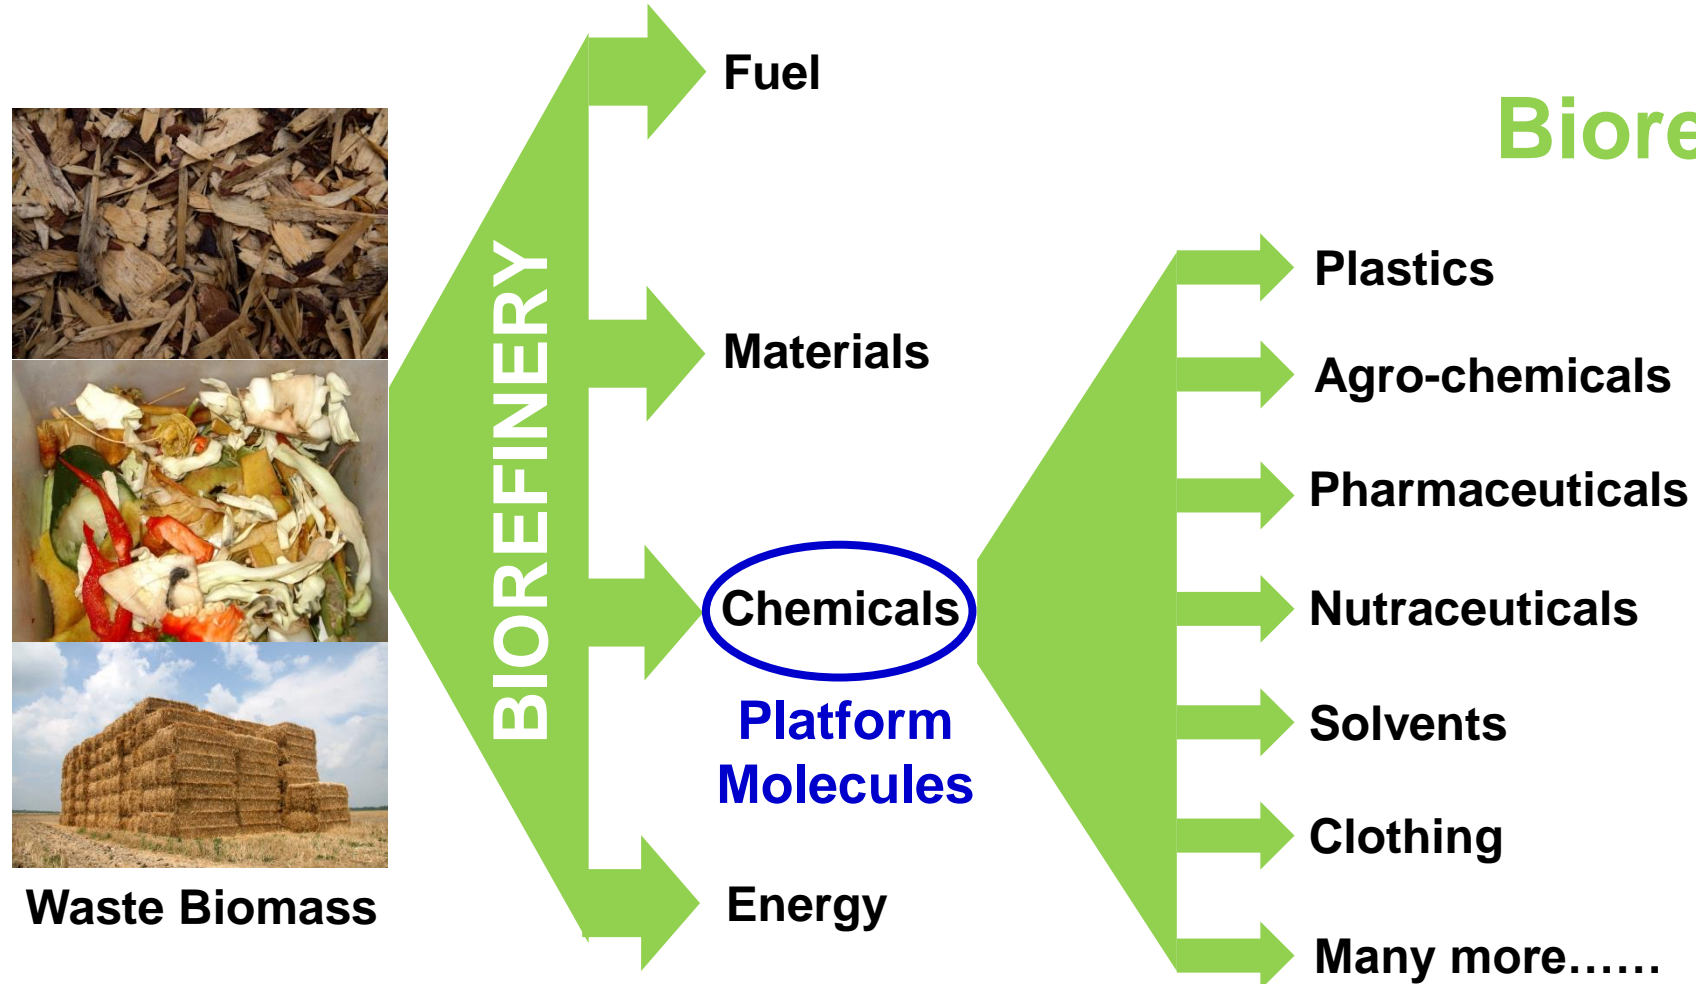 Fuel
Biore
BIOREFINERY
Plastics
Materials
Agro-chemicals
Pharmaceuticals
Chemicals
Nutraceuticals
Platform
Molecules
Solvents
Clothing
Waste Biomass
Energy
Many more……